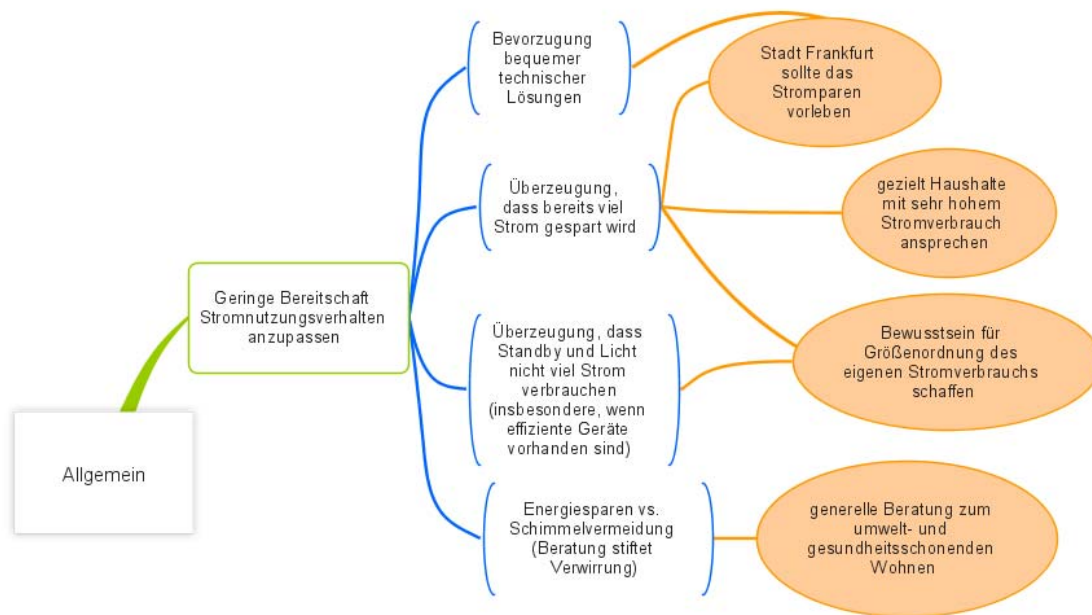 Bevorzugung
bequemer
technischer
Lösungen
Stadt Frankfurt
sollte das
Stromparen
vorleben
Überzeugung,
dass bereits viel
Strom gespart wird
gezielt Haushalte
mit sehr hohem
Stromverbrauch
ansprechen
Geringe Bereitschaft
Stromnutzungsverhalten
anzupassen
Überzeugung, dass
Standby und Licht
nicht viel Strom
verbrauchen
(insbesondere, wenn
effiziente Geräte
vorhanden sind)
Bewusstsein für
Größenordnung des
eigenen Stromverbrauchs
schaffen
Allgemein
Energiesparen vs.
Schimmelvermeidung
(Beratung stiftet
Verwirrung)
generelle Beratung zum
umwelt- und
gesundheitsschonenden
Wohnen